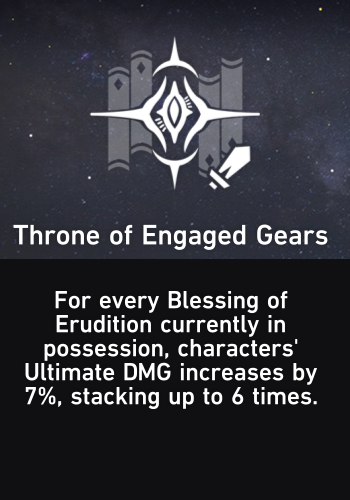 Throne of Engaged Gears
For every Blessing of
Erudition currently in
possession, characters'
Ultimate DMG increases by
7%, stacking up to 6 times.